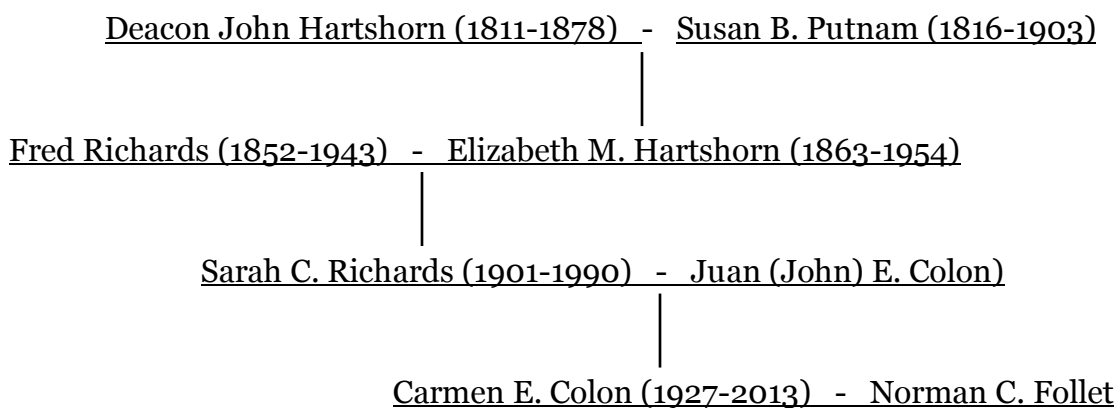 Deacon John Hartshorn (1811-1878) - Susan B. Putnam (1816-1903)
Fred Richards (1852-1943) - Elizabeth M. Hartshorn (1863-1954)
Sarah C. Richards (1901-1990) - Juan (John) E. Colon)
Carmen E. Colon (1927-2013) - Norman C. Follet